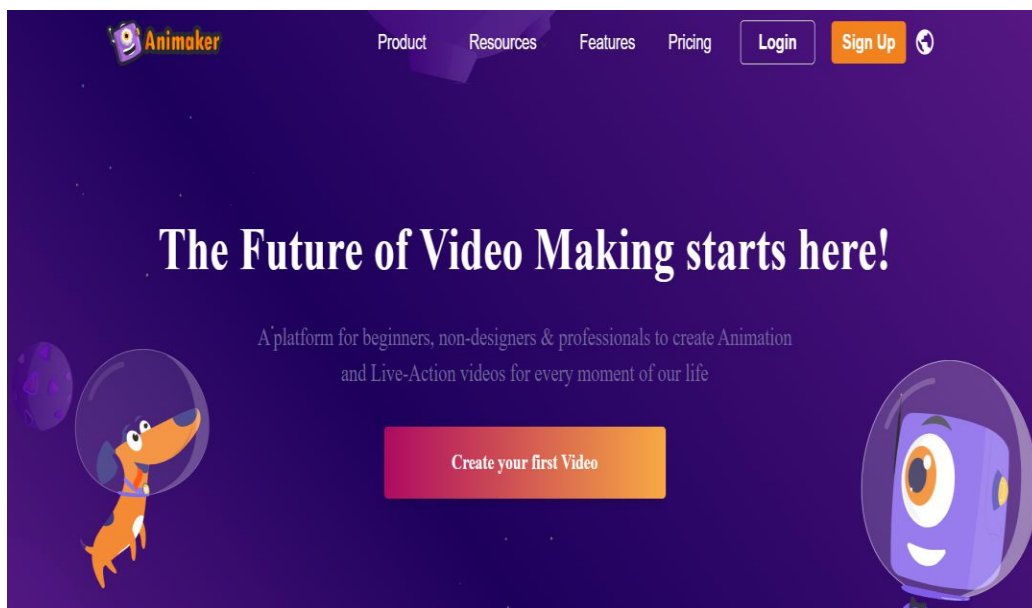 Animaker
Product Resources Features Pricing Login Sign Up
The Future of Video Making starts here!
A platform for beginners, non-designers & professionals to create Animation
and Live-Action videos for every moment of our life
Create your first Video